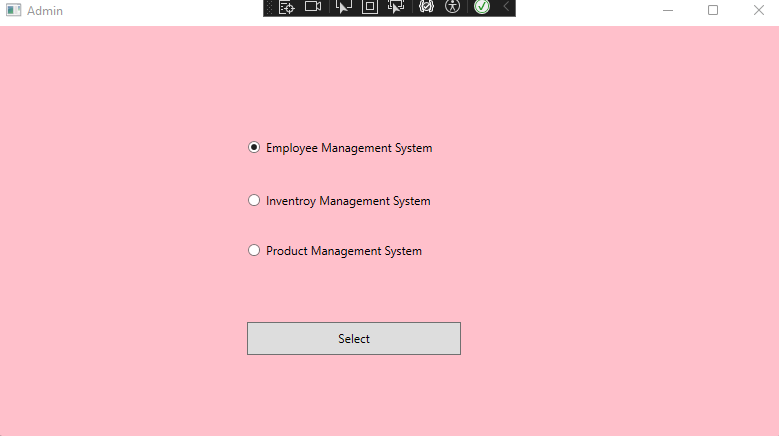 Admin
Employee Management System
Inventroy Management System
Product Management System
Select